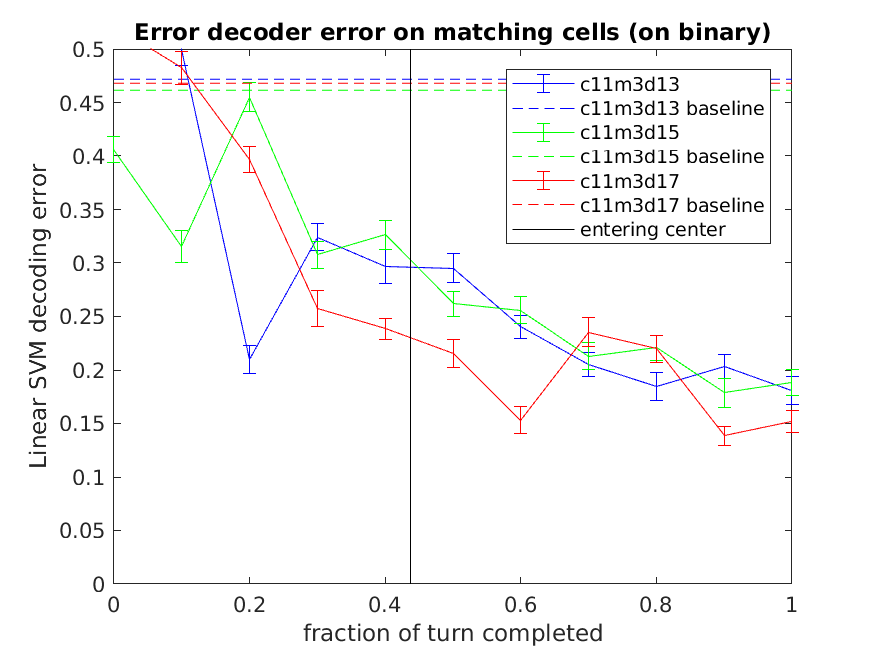 Error decoder error on matching cells (on binary)
Linear SVM decoding error
0.5
0.45
0.4
0.35
0.3
0.25
0.2
0.15
0.1
0.05
0
c11m3d13
c11m3d13 baseline
c11m3d15
c11m3d15 baseline
c11m3d17
c11m3d17 baseline
entering center
0 0.2 0.4 0.6 0.8 1
fraction of turn completed